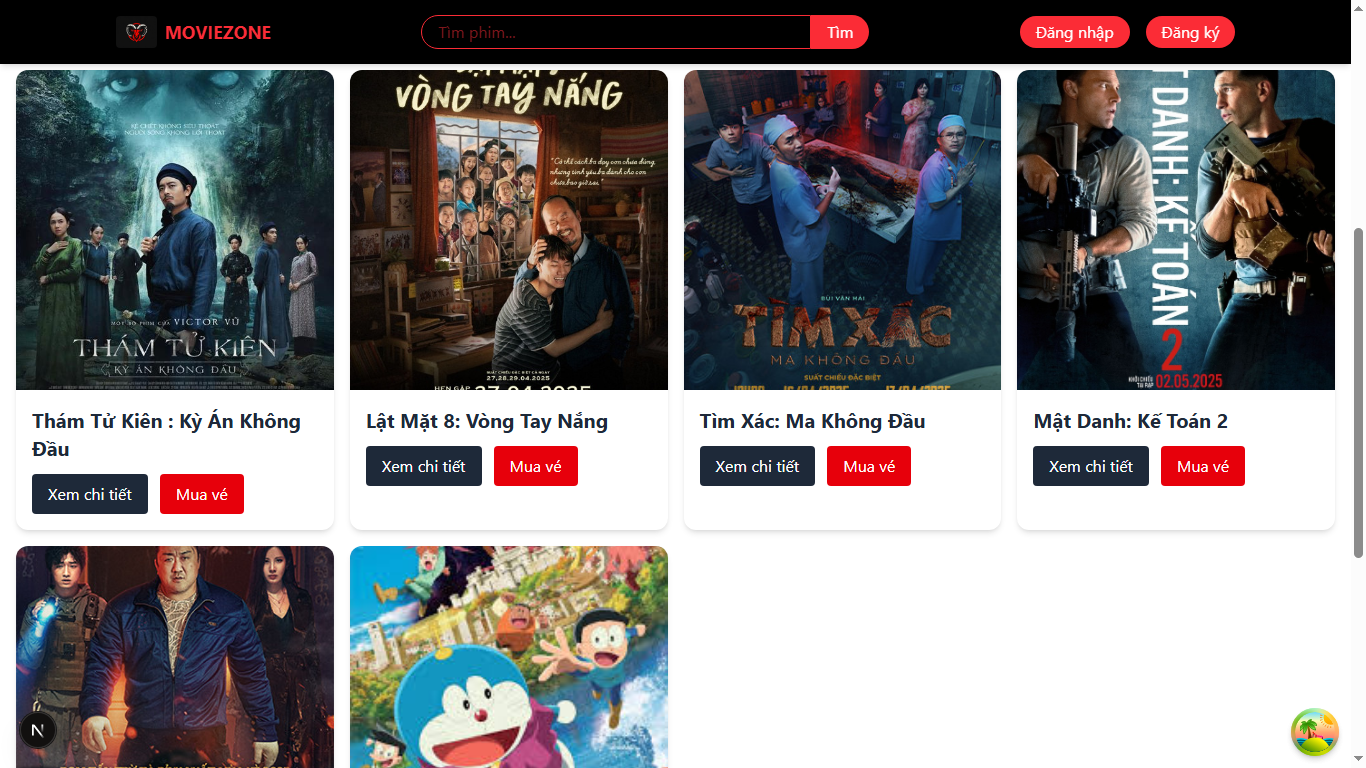 MOVIEZONE
Tìm phim...
Tìm
Đăng nhập
Đăng ký
KẺ CHẾT KHÔNG SIÊU THOÁT
NGƯỜI SỐNG KHÔNG LỐI THOÁT
MỘT BỘ PHIM CỦA VICTOR VŨ
THÁM TỬ KIÊN
KỲ ÁN KHÔNG ĐẦU
VÒNG TAY NẮNG
"Có thể cách ba dạy con chưa đúng,
nhưng tình yêu ba dành cho con
chưa bao giờ sai."
SUẤT CHIẾU ĐẶC BIỆT CẢ NGÀY
27,28,29.04.2025
BÙI VĂN HẢI
TÌM XÁC
MA KHÔNG ĐẦU
SUẤT CHIẾU ĐẶC BIỆT
T DANH: KẾ TOÁN
2
KHỞI CHIẾU
TẠI RẠP 02.05.2025
Thám Tử Kiên : Kỳ Án Không
Đầu
Xem chi tiết
Mua vé
Lật Mặt 8: Vòng Tay Nắng
Xem chi tiết
Mua vé
Tìm Xác: Ma Không Đầu
Xem chi tiết
Mua vé
Mật Danh: Kế Toán 2
Xem chi tiết
Mua vé
N